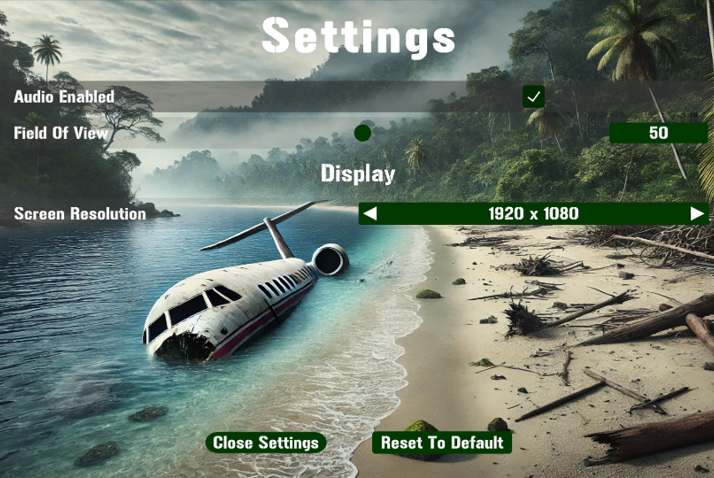 Settings
Audio Enabled
Field Of View 50
Display
Screen Resolution 1920 x 1080
Close Settings Reset To Default